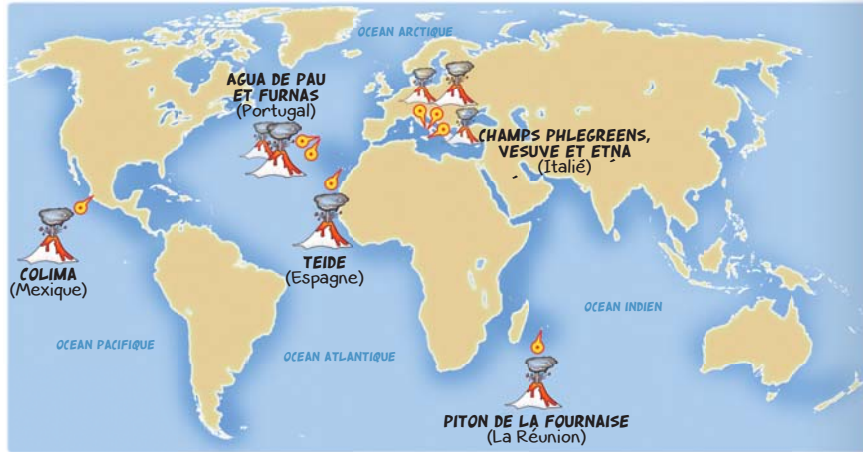 OCEAN ARCTIQUE
AGUA DE PAU
ET FURNAS
(Portugal)
CHAMPS PHLEGREENS,
VESUVE ET ETNA
(Italié)
COLIMA
(Mexique)
TEIDE
(Espagne)
OCEAN INDIEN
OCEAN PACIFIQUE
OCEAN ATLANTIQUE
PITON DE LA FOURNAISE
(La Réunion)